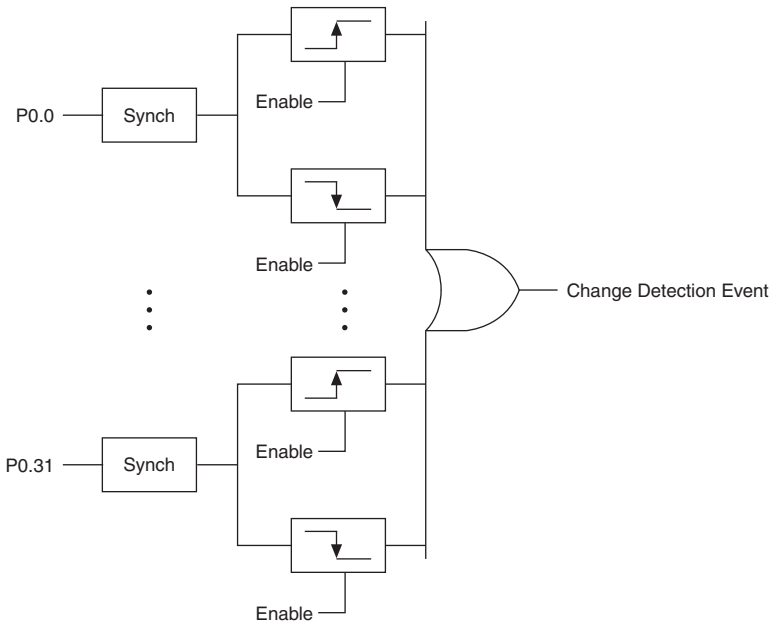 Enable
P0.0
Synch
Enable
Change Detection Event
Enable
P0.31
Synch
Enable